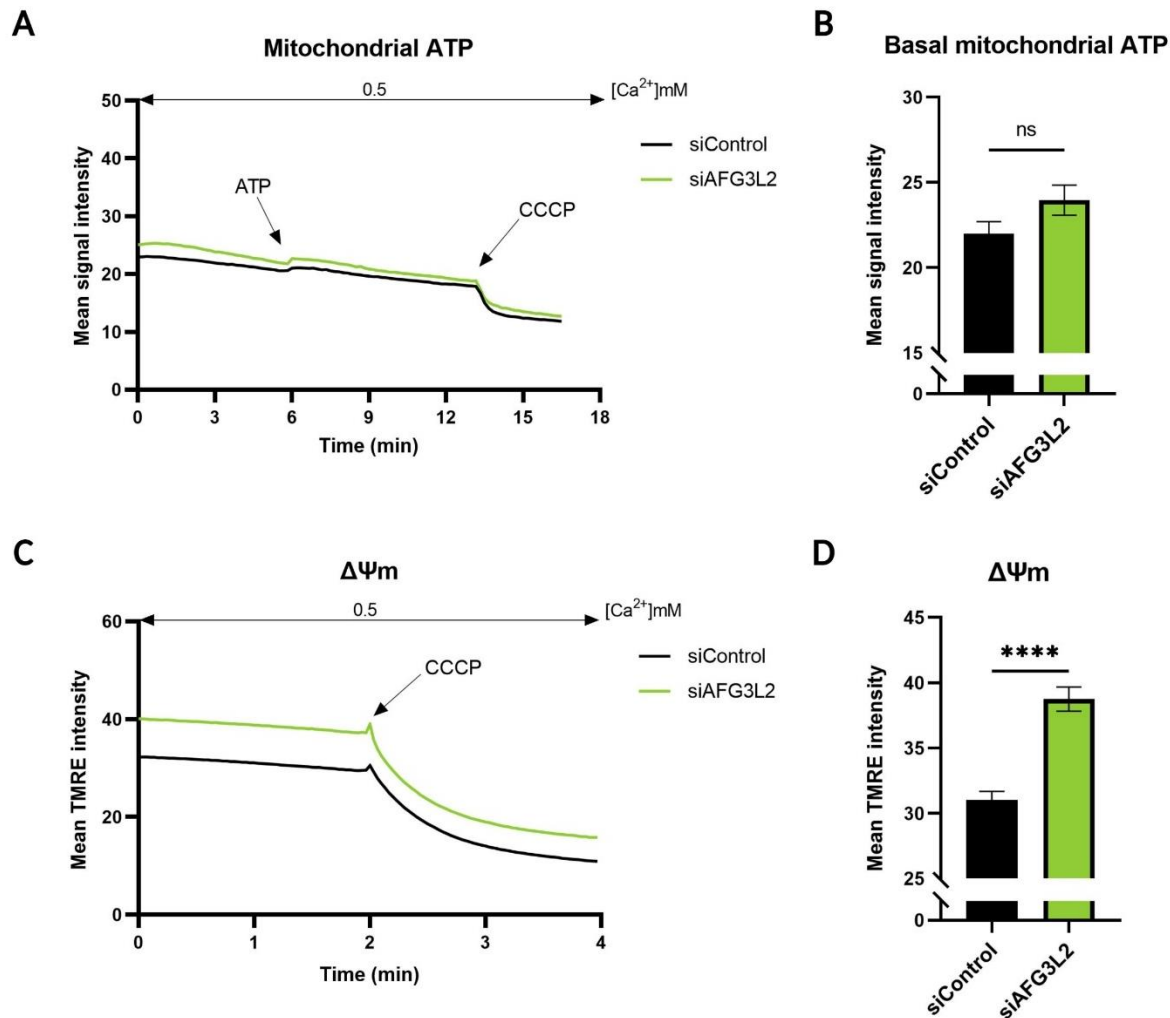 A
Mitochondrial ATP
0.5
[Ca²⁺]mM
Mean signal intensity
50
40
30
20
10
0
ATP
CCCP
siControl
siAFG3L2
0 3 6 9 12 15 18
Time (min)
B
Basal mitochondrial ATP
Mean signal intensity
30
25
20
15
0
ns
siControl
siAFG3L2
C
ΔΨm
0.5
[Ca²⁺]mM
Mean TMRE intensity
60
40
20
0
CCCP
siControl
siAFG3L2
0 1 2 3 4
Time (min)
D
ΔΨm
Mean TMRE intensity
45
40
35
30
25
0
****
siControl
siAFG3L2